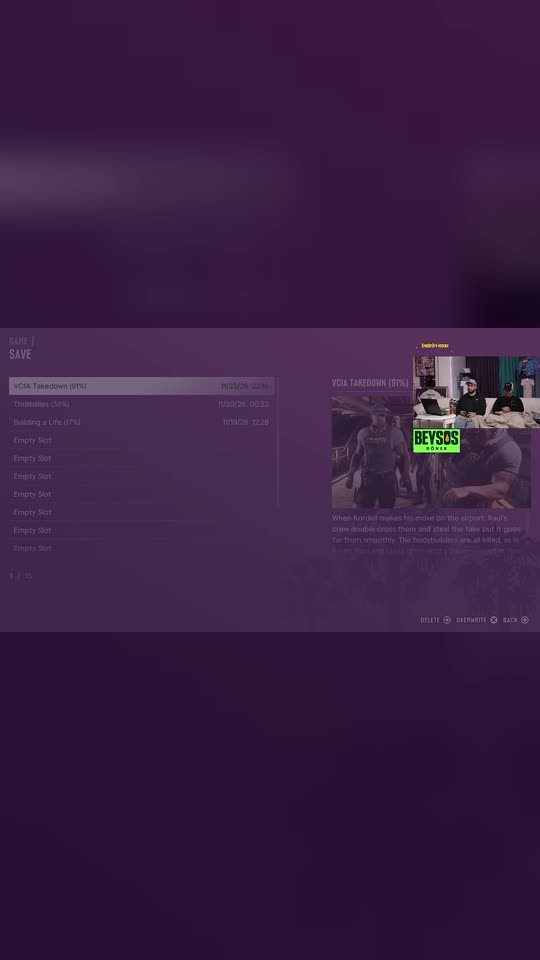 GAME /
SAVE
VCIA Takedown (91%) 11/23/26 22:16
Thrillbillies (35%) 11/20/26 00:52
Building a Life (17%) 11/19/26 12:28
Empty Slot
Empty Slot
Empty Slot
Empty Slot
Empty Slot
Empty Slot
Empty Slot
1 / 15
VCIA TAKEDOWN (91%)
BEYSOS
DÖNER
When Kordell makes his move on the airport, Raul's
crew double-cross them and steal the take but it goes
far from smoothly. The bodybuilders are all killed, as is
DELETE OVERWRITE BACK